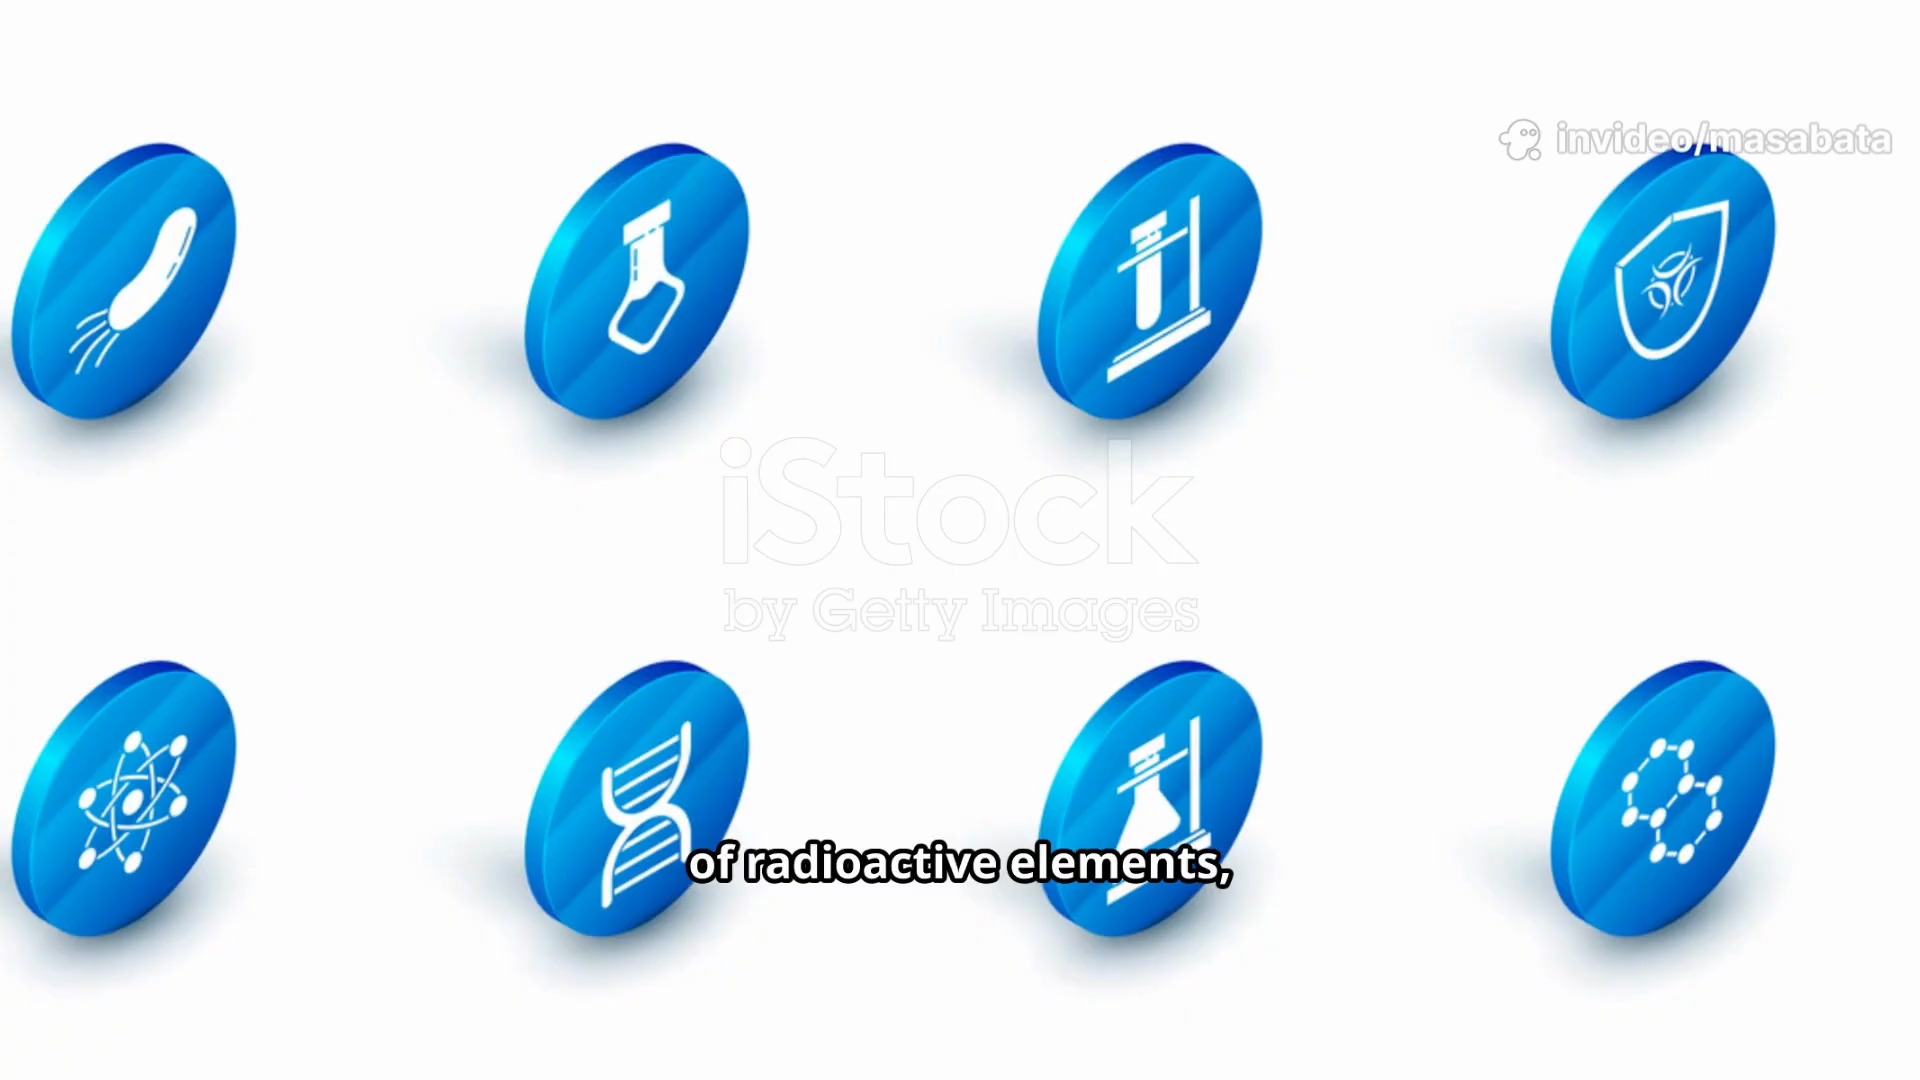 invideo/masabata
iStock
by Getty Images
of radioactive elements,